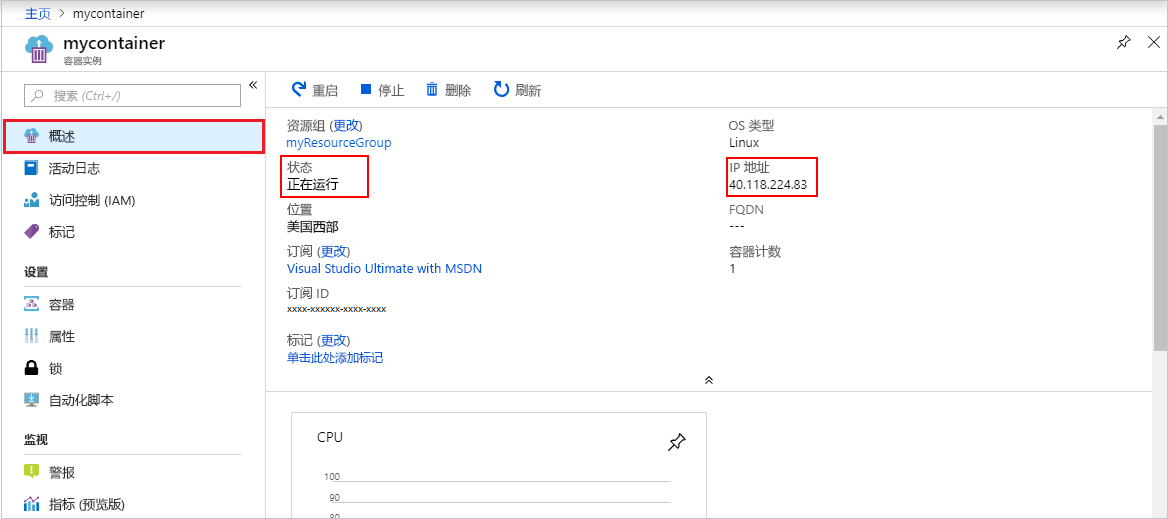 主页 > mycontainer
mycontainer
容器实例
搜索 (Ctrl+/)
«
概述
活动日志
访问控制 (IAM)
标记
设置
容器
属性
锁
自动化脚本
监视
警报
指标 (预览版)
重启 停止 删除 刷新
资源组 (更改)
myResourceGroup
状态
正在运行
位置
美国西部
订阅 (更改)
Visual Studio Ultimate with MSDN
订阅 ID
xxxx-xxxxxx-xxxx-xxxx
标记 (更改)
单击此处添加标记
OS 类型
Linux
IP 地址
40.118.224.83
FQDN
---
容器计数
1
CPU
100
90
80